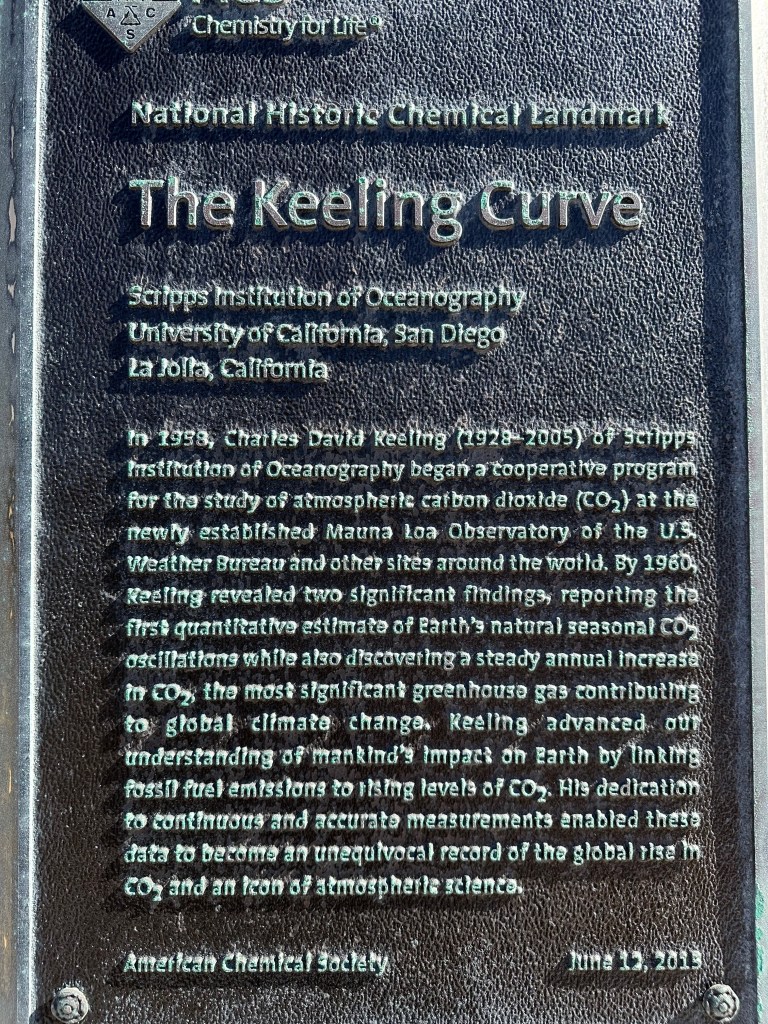 A C
S
"Chemistry for Life®
National Historic Chemical Landmark
The Keeling Curve
Scripps Institution of Oceanography
University of California, San Diego
La Jolla, California
In 1958, Charles David Keeling (1928–2005) of Scripps
Institution of Oceanography began a cooperative program
for the study of atmospheric carbon dioxide (CO₂) at the
newly established Mauna Loa Observatory of the U.S.
Weather Bureau and other sites around the world. By 1960,
Keeling revealed two significant findings, reporting the
first quantitative estimate of Earth's natural seasonal CO₂
oscillations while also discovering a steady annual increase
in CO₂, the most significant greenhouse gas contributing
to global climate change. Keeling advanced our
understanding of mankind's impact on Earth by linking
fossil fuel emissions to rising levels of CO₂. His dedication
to continuous and accurate measurements enabled these
data to become an unequivocal record of the global rise in
CO₂ and an icon of atmospheric science.
American Chemical Society June 12, 2015